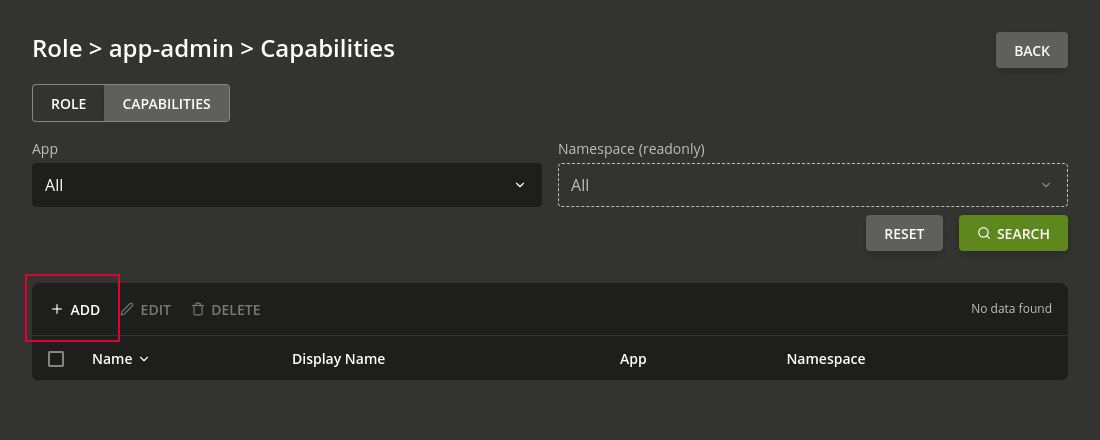 Role > app-admin > Capabilities
BACK
ROLE CAPABILITIES
App Namespace (readonly)
All All
RESET SEARCH
ADD EDIT DELETE No data found
Name Display Name App Namespace